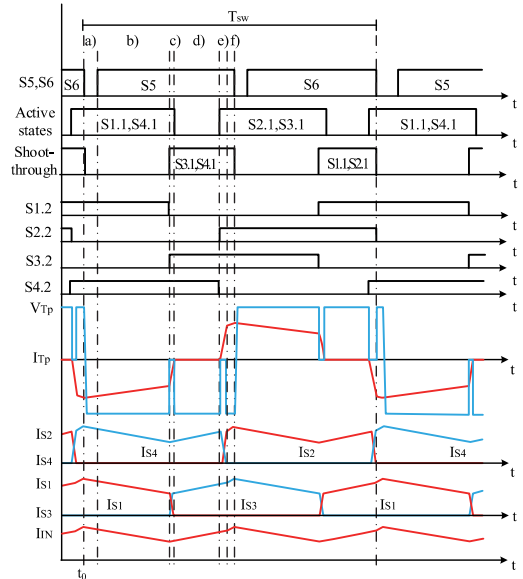 Tsw
a) b) c) d) e) f)
S5,S6 S6 S5 S6 S5 t
Active
states S1.1,S4.1 S2.1,S3.1 S1.1,S4.1 t
Shoot-
through S3.1,S4.1 S1.1,S2.1 t
S1.2 t
S2.2 t
S3.2 t
S4.2 t
VTp
ITp t
IS2
IS4 IS4 IS2 IS4 t
IS1
IS3 IS1 IS3 IS1 t
IIN
t0 t